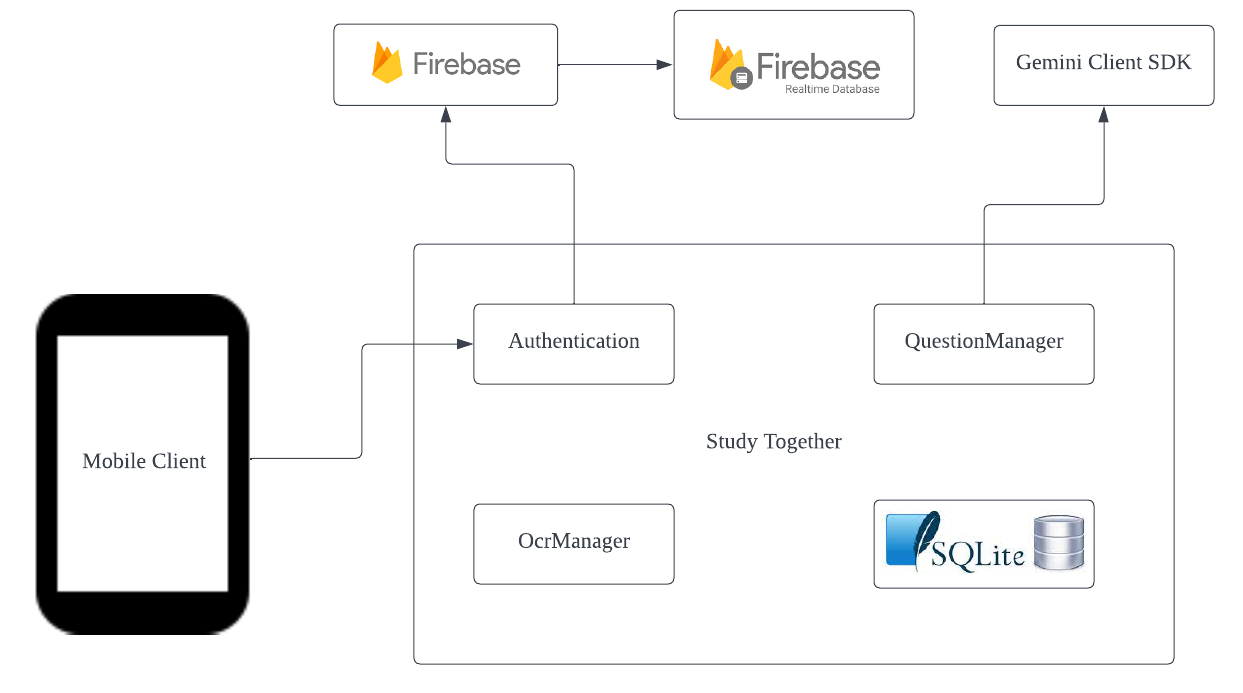 Firebase
Firebase
Realtime Database
Gemini Client SDK
Authentication
QuestionManager
Mobile Client
Study Together
OcrManager
SQLite